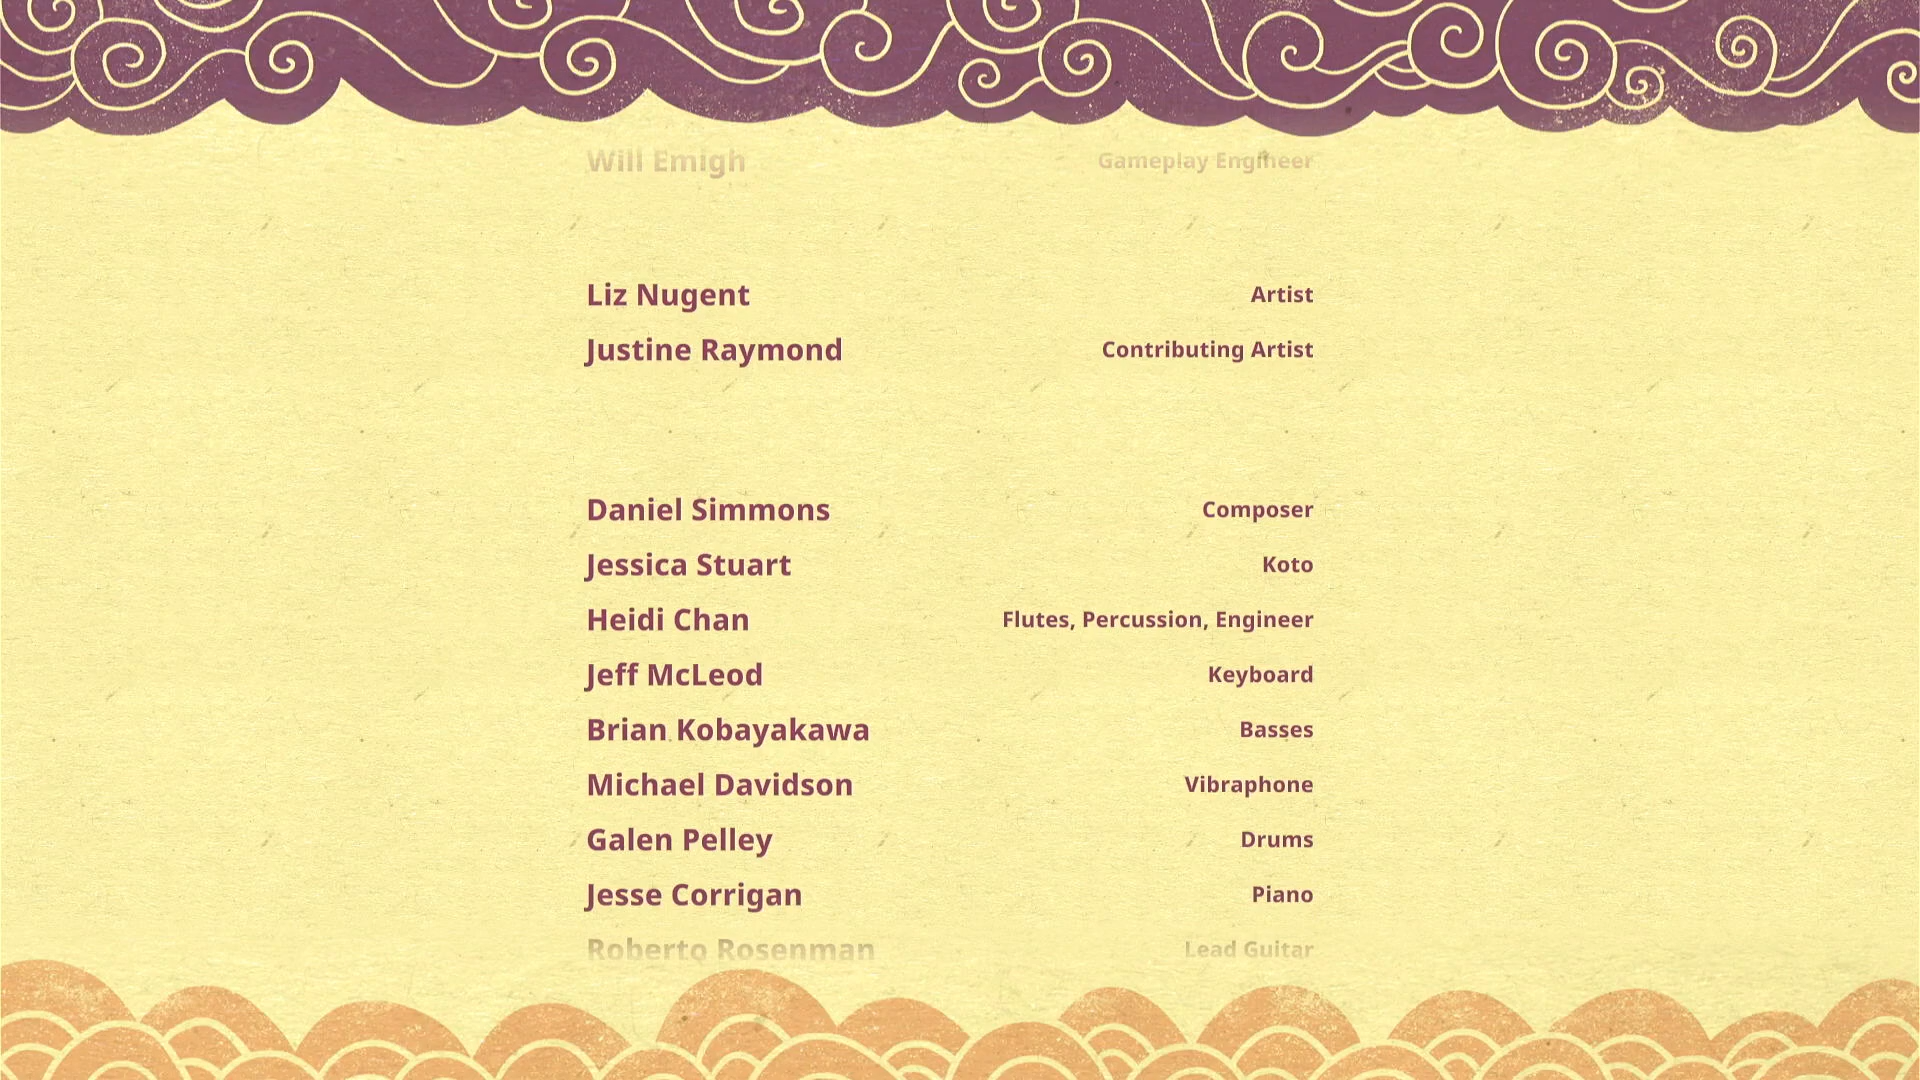 Will Emigh Gameplay Engineer
Liz Nugent Artist
Justine Raymond Contributing Artist
Daniel Simmons Composer
Jessica Stuart Koto
Heidi Chan Flutes, Percussion, Engineer
Jeff McLeod Keyboard
Brian Kobayakawa Basses
Michael Davidson Vibraphone
Galen Pelley Drums
Jesse Corrigan Piano
Roberto Rosenman Lead Guitar